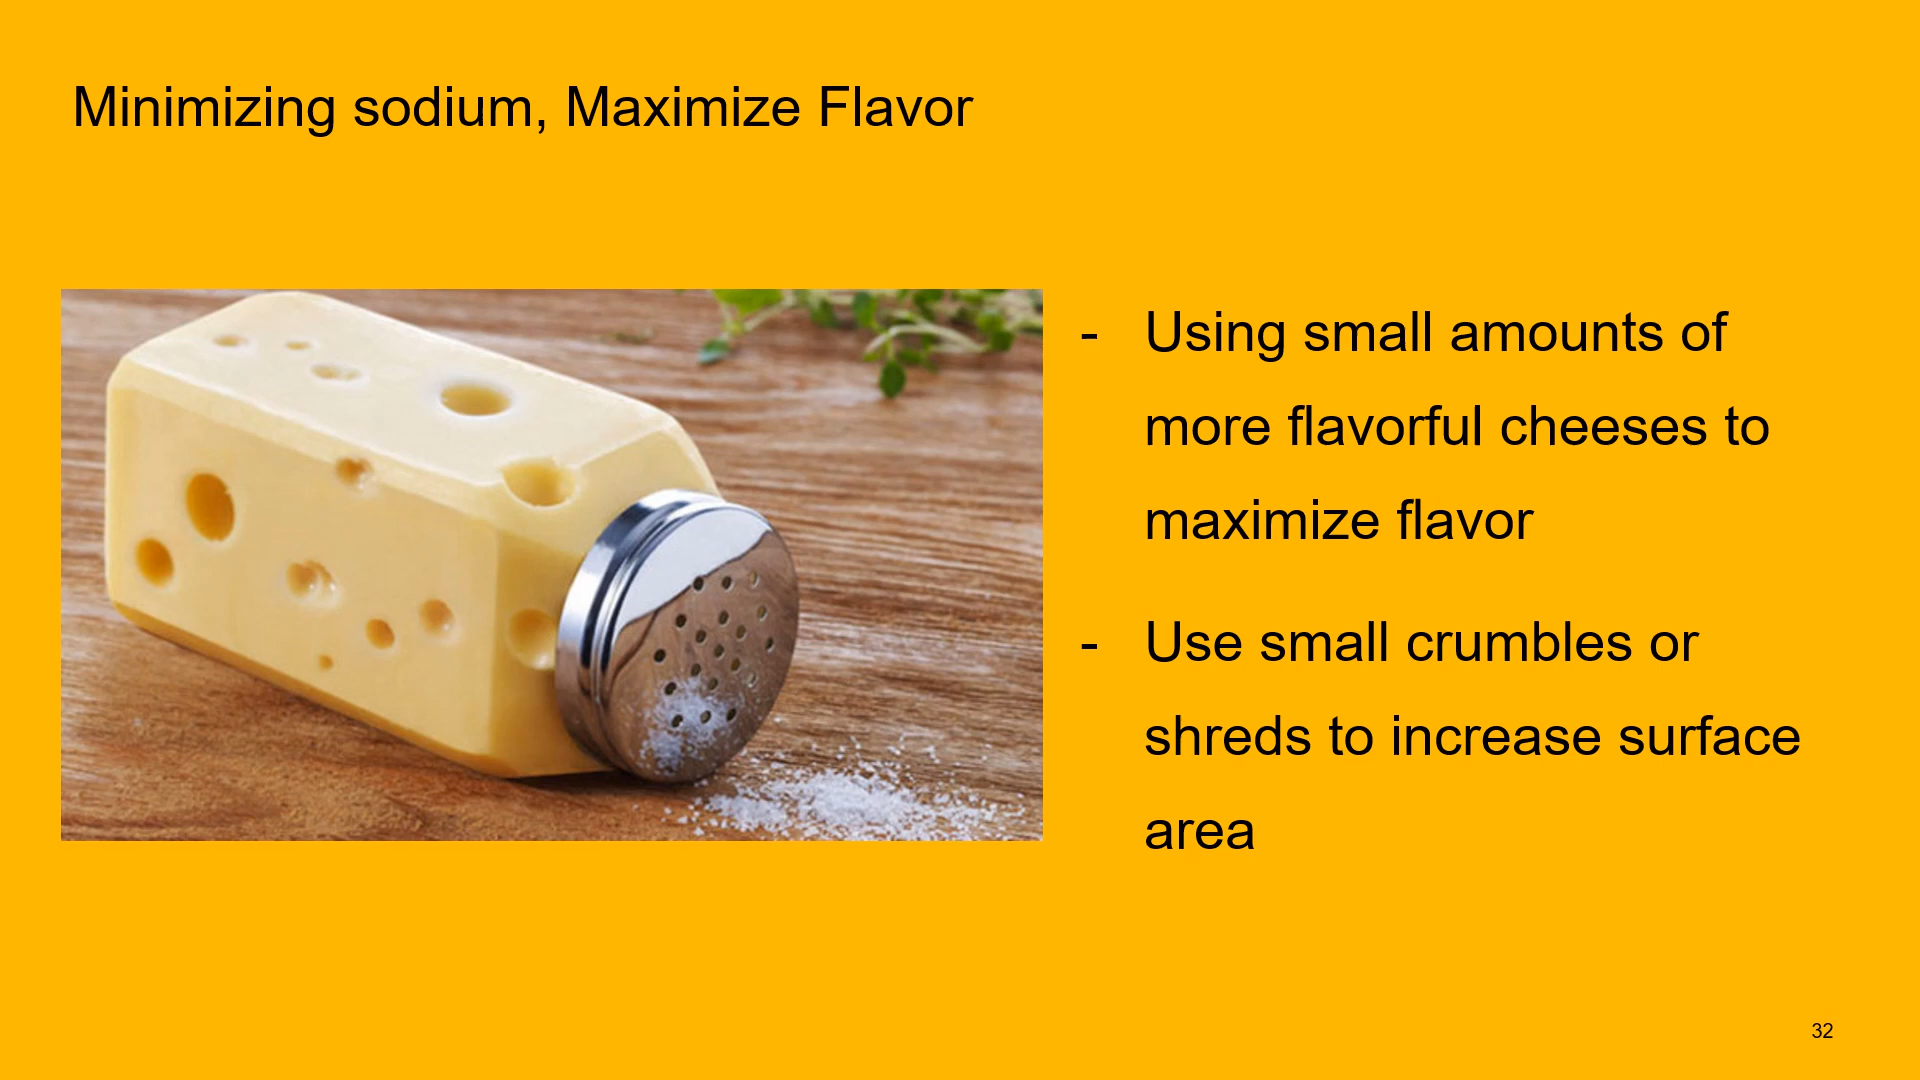 Minimizing sodium, Maximize Flavor
- Using small amounts of
more flavorful cheeses to
maximize flavor
- Use small crumbles or
shreds to increase surface
area
32